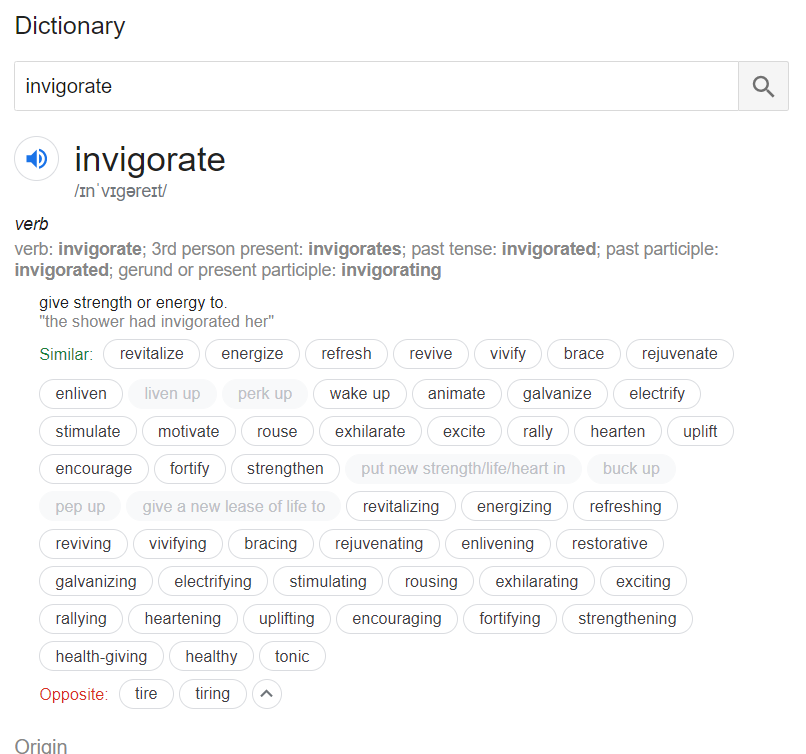 Dictionary
invigorate
invigorate
/ɪnˈvɪɡəreɪt/
verb
verb: invigorate; 3rd person present: invigorates; past tense: invigorated; past participle:
invigorated; gerund or present participle: invigorating
give strength or energy to.
"the shower had invigorated her"
Similar: revitalize energize refresh revive vivify brace rejuvenate
enliven liven up perk up wake up animate galvanize electrify
stimulate motivate rouse exhilarate excite rally hearten uplift
encourage fortify strengthen put new strength/life/heart in buck up
pep up give a new lease of life to revitalizing energizing refreshing
reviving vivifying bracing rejuvenating enlivening restorative
galvanizing electrifying stimulating rousing exhilarating exciting
rallying heartening uplifting encouraging fortifying strengthening
health-giving healthy tonic
Opposite: tire tiring
Origin